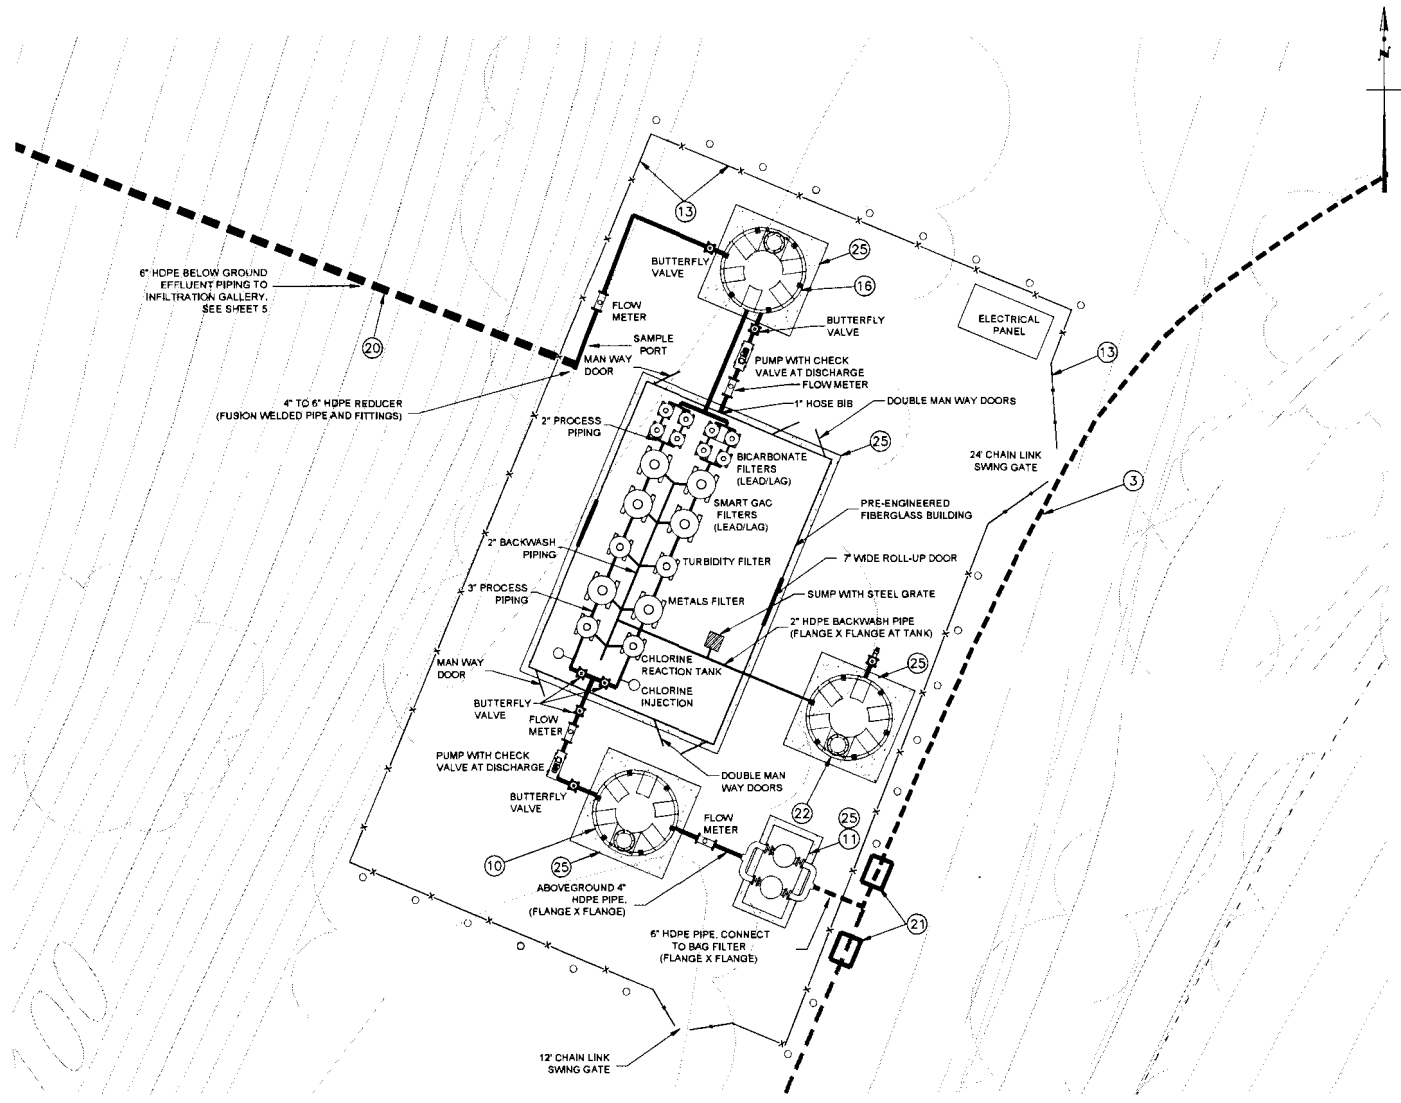 N
13
BUTTERFLY
VALVE
25
16
6" HDPE BELOW GROUND
EFFLUENT PIPING TO
INFILTRATION GALLERY,
SEE SHEET 5
20
FLOW
METER
SAMPLE
PORT
MAN WAY
DOOR
BUTTERFLY
VALVE
ELECTRICAL
PANEL
13
PUMP WITH CHECK
VALVE AT DISCHARGE
FLOW METER
4" TO 6" HDPE REDUCER
(FUSION WELDED PIPE AND FITTINGS)
1" HOSE BIB
DOUBLE MAN WAY DOORS
2" PROCESS
PIPING
25
BICARBONATE
FILTERS
(LEAD/LAG)
24' CHAIN LINK
SWING GATE
3
SMART GAC
FILTERS
(LEAD/LAG)
PRE-ENGINEERED
FIBERGLASS BUILDING
2" BACKWASH
PIPING
TURBIDITY FILTER
7' WIDE ROLL-UP DOOR
3" PROCESS
PIPING
METALS FILTER
SUMP WITH STEEL GRATE
2" HDPE BACKWASH PIPE
(FLANGE X FLANGE AT TANK)
MAN WAY
DOOR
CHLORINE
REACTION TANK
25
CHLORINE
INJECTION
BUTTERFLY
VALVE
FLOW
METER
PUMP WITH CHECK
VALVE AT DISCHARGE
DOUBLE MAN
WAY DOORS
BUTTERFLY
VALVE
22
FLOW
METER
25
11
10
25
ABOVEGROUND 4"
HDPE PIPE,
(FLANGE X FLANGE)
21
6" HDPE PIPE, CONNECT
TO BAG FILTER
(FLANGE X FLANGE)
100
12' CHAIN LINK
SWING GATE